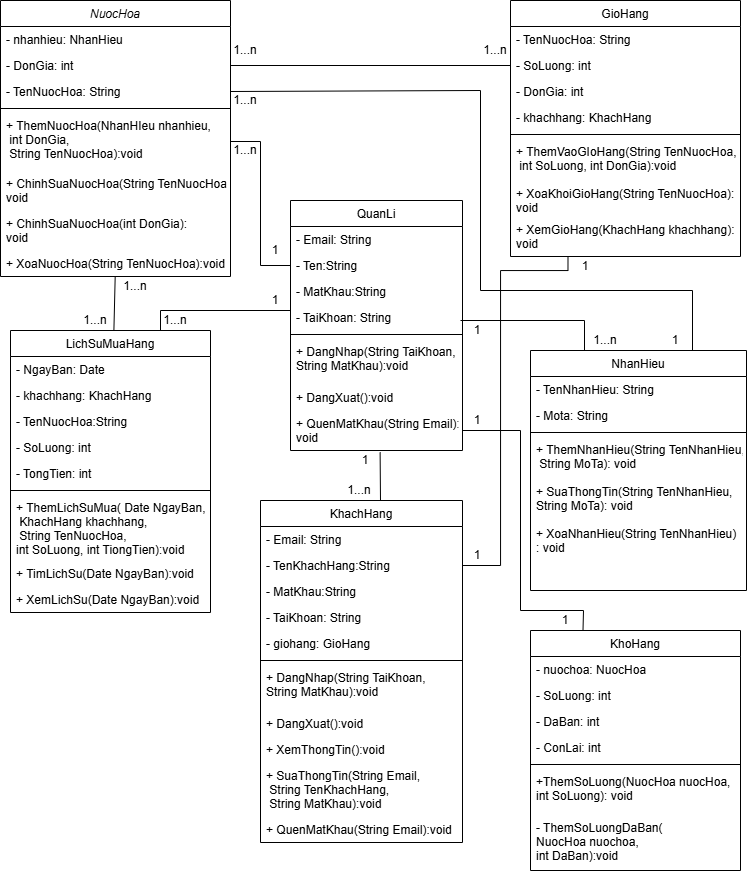 NuocHoa
- nhanhieu: NhanHieu
- DonGia: int
- TenNuocHoa: String
+ ThemNuocHoa(NhanHIeu nhanhieu,
int DonGia,
String TenNuocHoa):void
+ ChinhSuaNuocHoa(String TenNuocHoa
void
+ ChinhSuaNuocHoa(int DonGia):
void
+ XoaNuocHoa(String TenNuocHoa):void
1...n
1...n
1...n
1...n
GioHang
- TenNuocHoa: String
- SoLuong: int
- DonGia: int
- khachhang: KhachHang
+ ThemVaoGIoHang(String TenNuocHoa,
int SoLuong, int DonGia):void
+ XoaKhoiGioHang(String TenNuocHoa):
void
+ XemGioHang(KhachHang khachhang):
void
1
QuanLi
- Email: String
- Ten:String
- MatKhau:String
- TaiKhoan: String
+ DangNhap(String TaiKhoan,
String MatKhau):void
+ DangXuat():void
+ QuenMatKhau(String Email):
void
1
1
1
1
1
1...n
1...n
1...n
LichSuMuaHang
- NgayBan: Date
- khachhang: KhachHang
- TenNuocHoa:String
- SoLuong: int
- TongTien: int
+ ThemLichSuMua( Date NgayBan,
KhachHang khachhang,
String TenNuocHoa,
int SoLuong, int TiongTien):void
+ TimLichSu(Date NgayBan):void
+ XemLichSu(Date NgayBan):void
1...n
1
NhanHieu
- TenNhanHieu: String
- Mota: String
+ ThemNhanHieu(String TenNhanHieu
String MoTa): void
+ SuaThongTin(String TenNhanHieu,
String MoTa): void
+ XoaNhanHieu(String TenNhanHieu)
: void
1...n
KhachHang
- Email: String
- TenKhachHang:String
- MatKhau:String
- TaiKhoan: String
- giohang: GioHang
+ DangNhap(String TaiKhoan,
String MatKhau):void
+ DangXuat():void
+ XemThongTin():void
+ SuaThongTin(String Email,
String TenKhachHang,
String MatKhau):void
+ QuenMatKhau(String Email):void
1
1
KhoHang
- nuochoa: NuocHoa
- SoLuong: int
- DaBan: int
- ConLai: int
+ThemSoLuong(NuocHoa nuocHoa,
int SoLuong): void
- ThemSoLuongDaBan(
NuocHoa nuochoa,
int DaBan):void